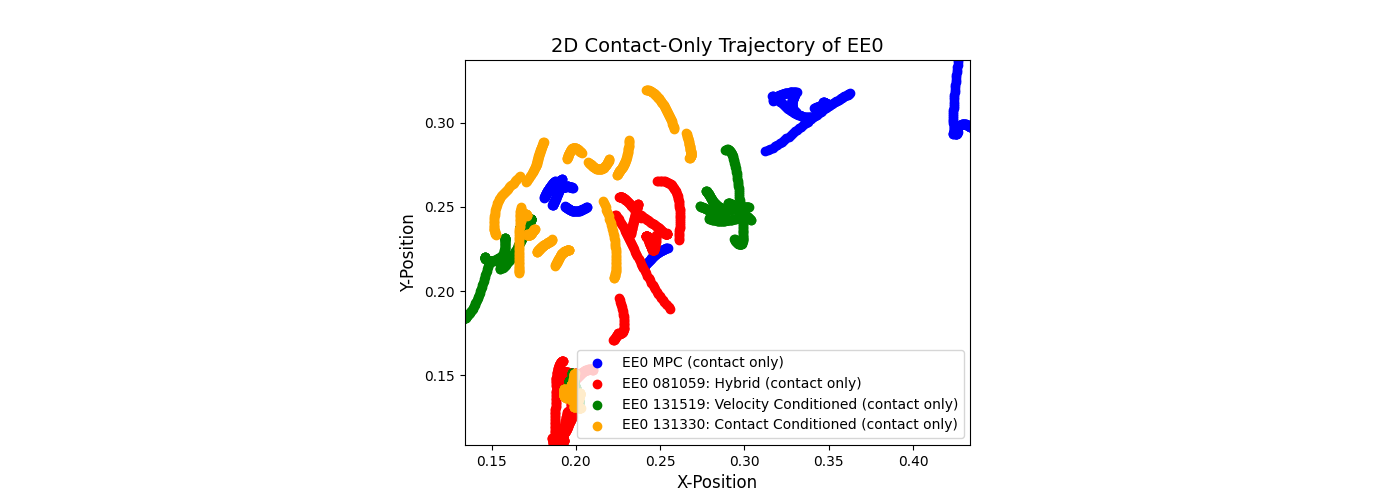 2D Contact-Only Trajectory of EE0
Y-Position
0.30
0.25
0.20
0.15
EE0 MPC (contact only)
EE0 081059: Hybrid (contact only)
EE0 131519: Velocity Conditioned (contact only)
EE0 131330: Contact Conditioned (contact only)
0.15 0.20 0.25 0.30 0.35 0.40
X-Position